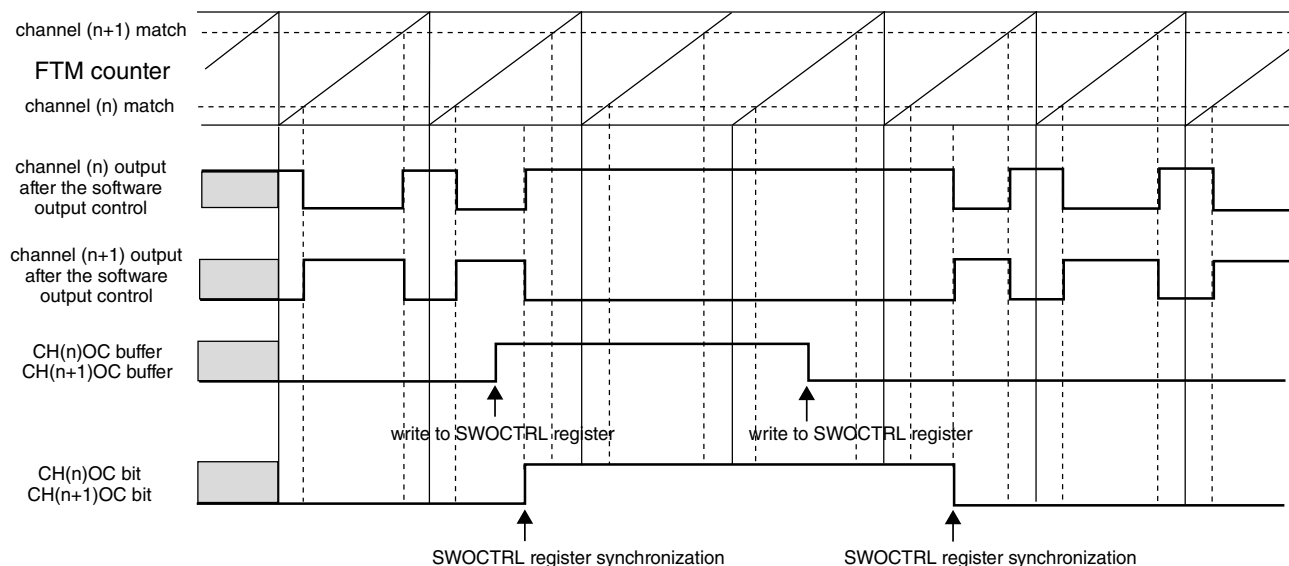 channel (n+1) match
FTM counter
channel (n) match
channel (n) output
after the software
output control
channel (n+1) output
after the software
output control
CH(n)OC buffer
CH(n+1)OC buffer
write to SWOCTRL register
write to SWOCTRL register
CH(n)OC bit
CH(n+1)OC bit
SWOCTRL register synchronization
SWOCTRL register synchronization